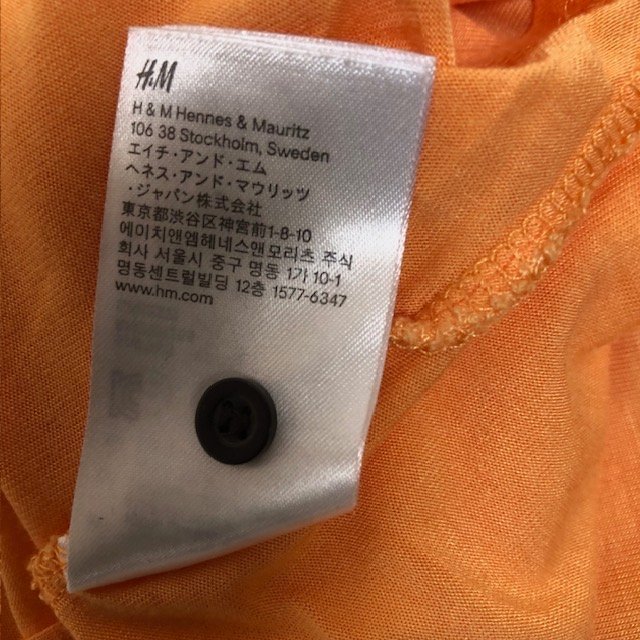 H&M
H & M Hennes & Mauritz
106 38 Stockholm, Sweden
エイチ・アンド・エム
ヘネス・アンド・マウリッツ
・ジャパン株式会社
東京都渋谷区神宮前1-8-10
에이치앤엠헤네스앤모리츠 주식
회사 서울시 중구 명동 1가 10-1
명동센트럴빌딩 12층 1577-6347
www.hm.com